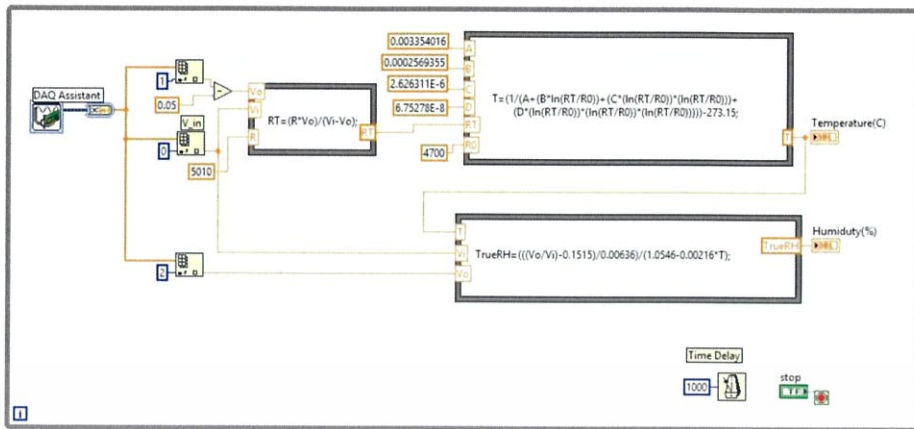 DAQ Assistant
1
0.05
V_in
0
5010
2
Vo
Vi
R
RT=(R*Vo)/(Vi-Vo);
RT
0.003354016
0.0002569355
2.626311E-6
6.75278E-8
4700
A
B
C
D
RT
R0
T=(1/(A+(B*ln(RT/R0))+(C*(ln(RT/R0))*(ln(RT/R0)))+
(D*(ln(RT/R0))*(ln(RT/R0))*(ln(RT/R0)))))-273.15;
T
Temperature(C)
T
Vi
Vo
TrueRH=(((Vo/Vi)-0.1515)/0.00636)/(1.0546-0.00216*T);
TrueRH
Humiduty(%)
Time Delay
1000
stop
TF
i